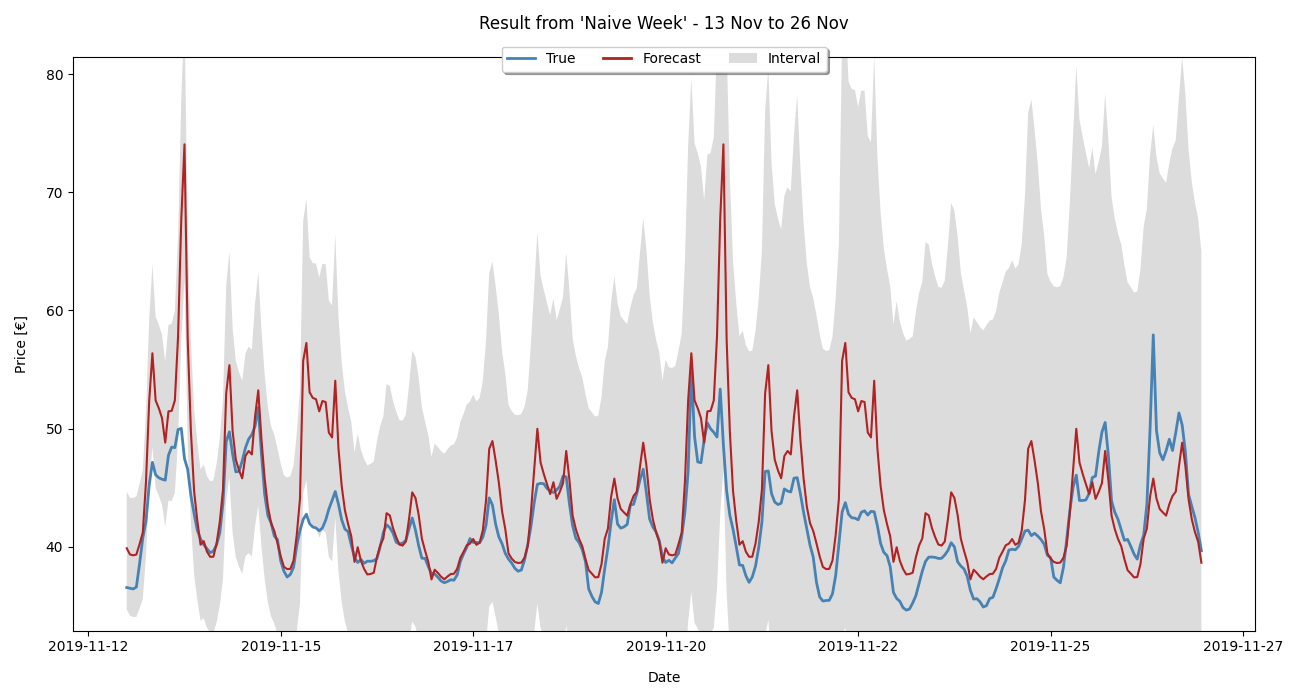 Result from 'Naive Week' - 13 Nov to 26 Nov
True Forecast Interval
Price [€]
80
70
60
50
40
2019-11-12 2019-11-15 2019-11-17 2019-11-20 2019-11-22 2019-11-25 2019-11-27
Date